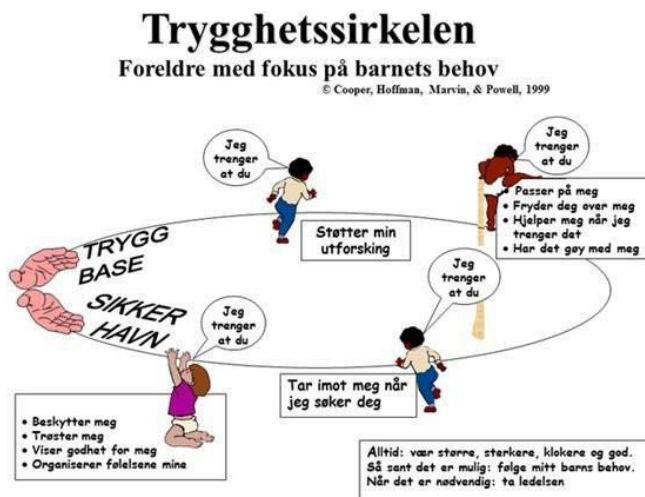 Trygghetssirkelen
Foreldre med fokus på barnets behov
© Cooper, Hoffman, Marvin, & Powell, 1999
Jeg
trenger
at du
Støtter min
utforsking
Jeg
trenger
at du
• Passer på meg
• Fryder deg over meg
• Hjelper meg når jeg
trenger det
• Har det gøy med meg
TRYGG
BASE
SIKKER
HAVN
Jeg
trenger
at du
Tar imot meg når
jeg søker deg
Jeg
trenger
at du
• Beskytter meg
• Trøster meg
• Viser godhet for meg
• Organiserer følelsene mine
Alltid: vær større, sterkere, klokere og god.
Så sant det er mulig: følge mitt barns behov.
Når det er nødvendig: ta ledelsen